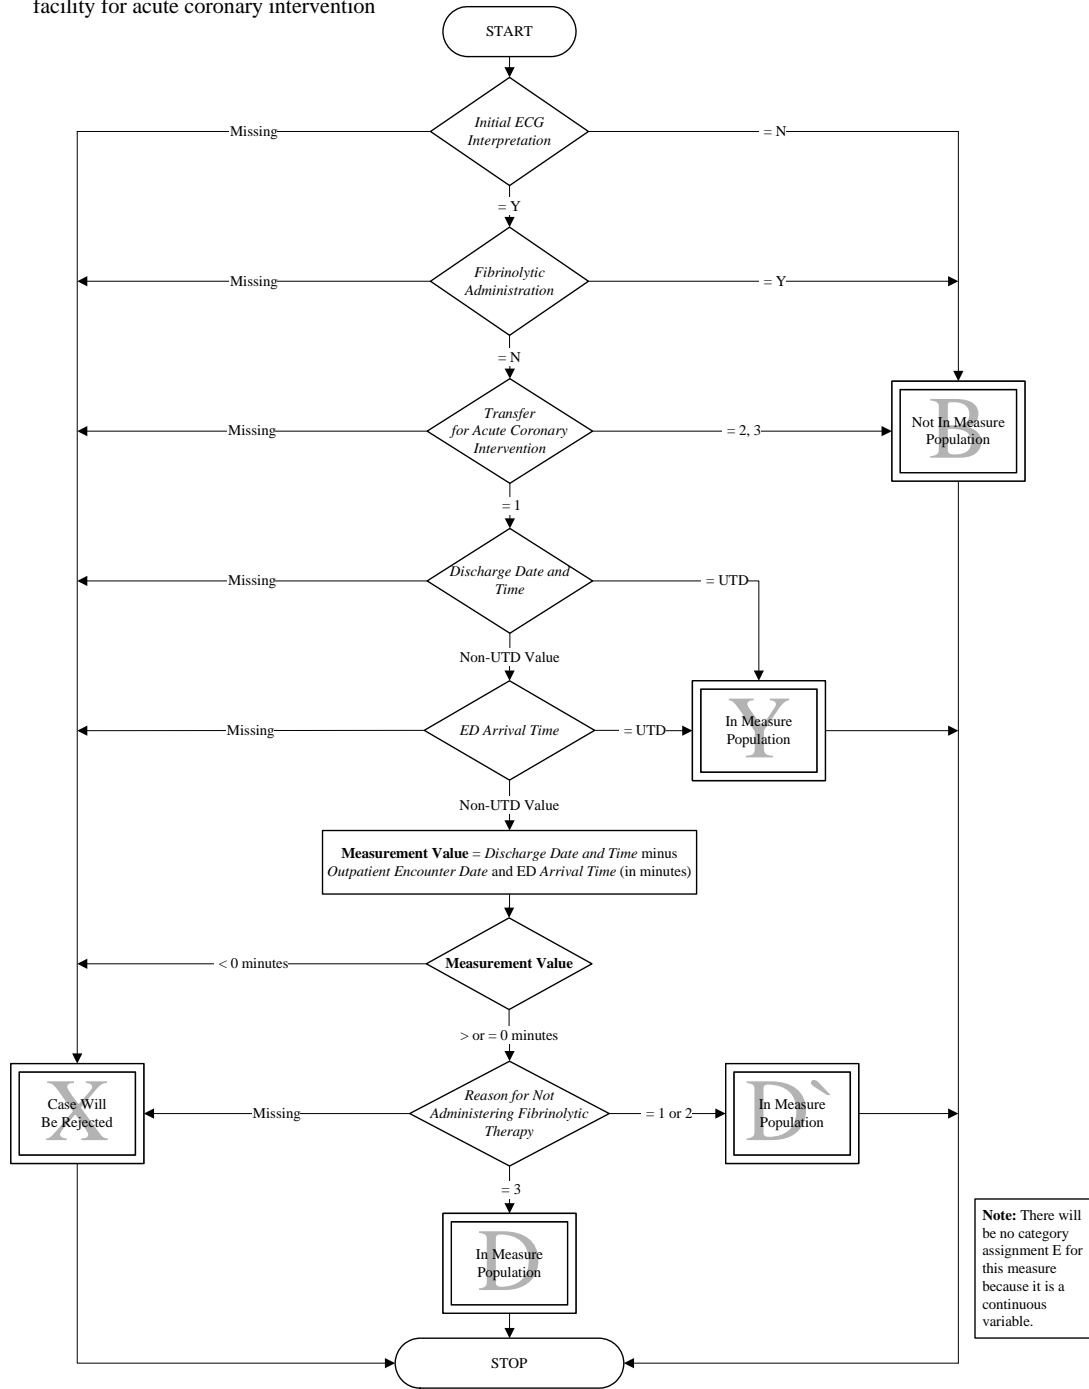 facility for acute coronary intervention
START
Initial ECG
Interpretation
Missing
= N
= Y
Fibrinolytic
Administration
Missing
= Y
= N
Transfer
for Acute Coronary
Intervention
Missing
= 2, 3
B
Not In Measure
Population
= 1
Discharge Date and
Time
Missing
= UTD
Non-UTD Value
ED Arrival Time
Missing
= UTD
Y
In Measure
Population
Non-UTD Value
Measurement Value = Discharge Date and Time minus
Outpatient Encounter Date and ED Arrival Time (in minutes)
Measurement Value
< 0 minutes
> or = 0 minutes
X
Case Will
Be Rejected
Missing
Reason for Not
Administering Fibrinolytic
Therapy
= 1 or 2
D`
In Measure
Population
= 3
D
In Measure
Population
Note: There will
be no category
assignment E for
this measure
because it is a
continuous
variable.
STOP